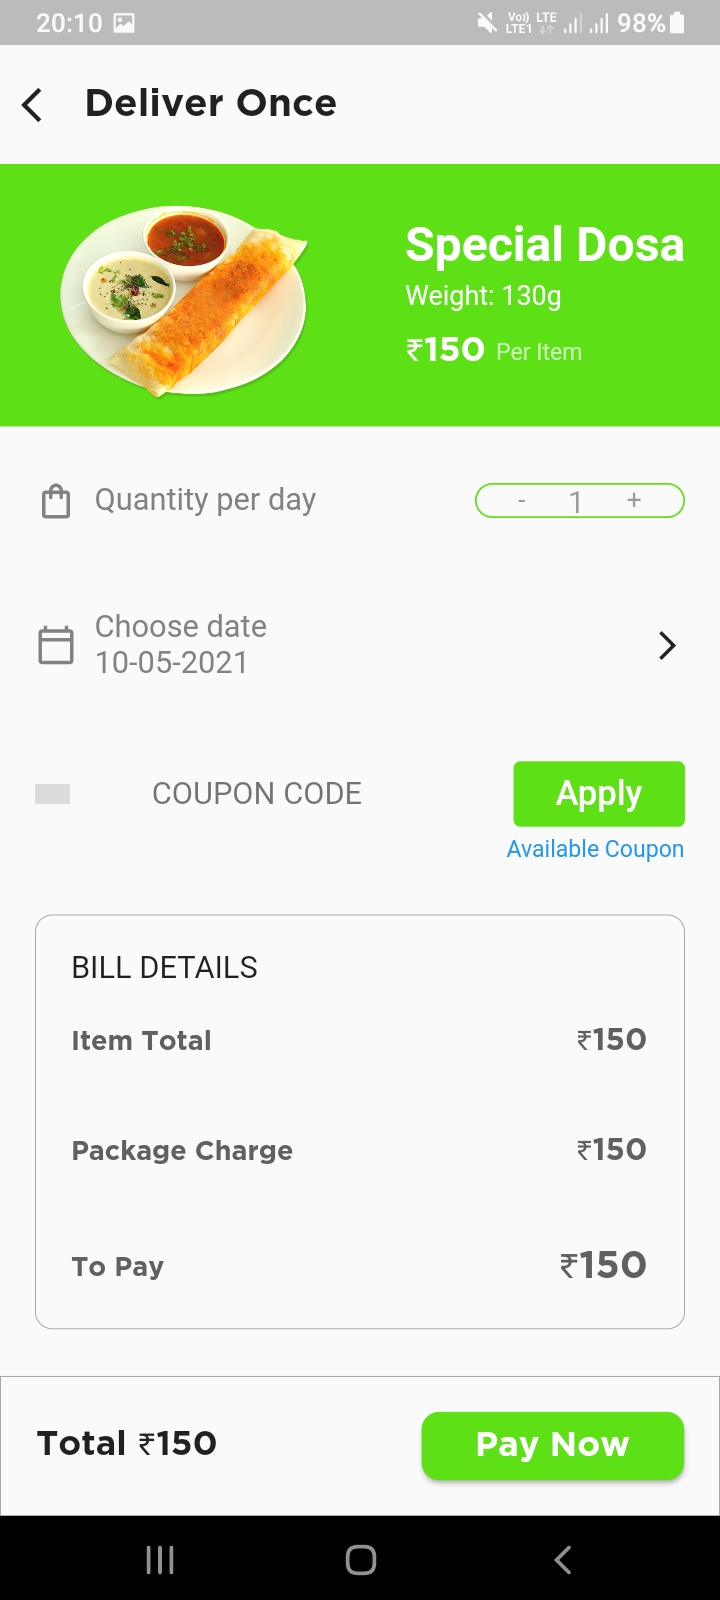 20:10
Vo)) LTE
LTE1
98%
Deliver Once
Special Dosa
Weight: 130g
₹150 Per Item
Quantity per day
- 1 +
Choose date
10-05-2021
COUPON CODE
Apply
Available Coupon
BILL DETAILS
Item Total ₹150
Package Charge ₹150
To Pay ₹150
Total ₹150
Pay Now